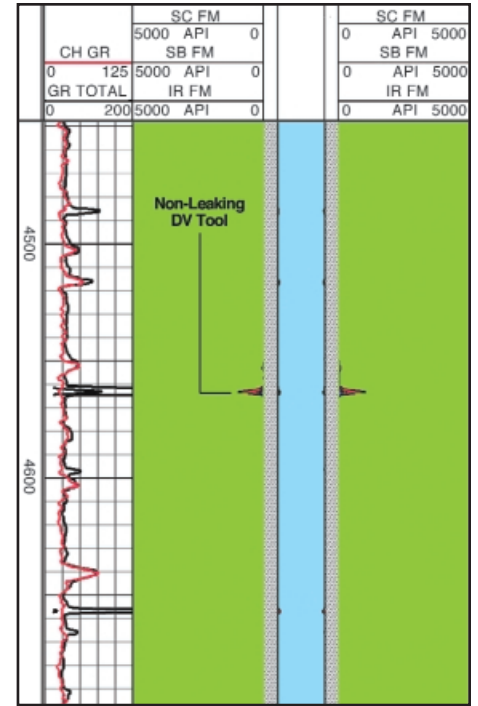 SC FM
SC FM
5000 API 0
0 API 5000
CH GR
SB FM
SB FM
0 125
5000 API 0
0 API 5000
GR TOTAL
IR FM
IR FM
0 200
5000 API 0
0 API 5000
Non-Leaking
DV Tool
4500
4600